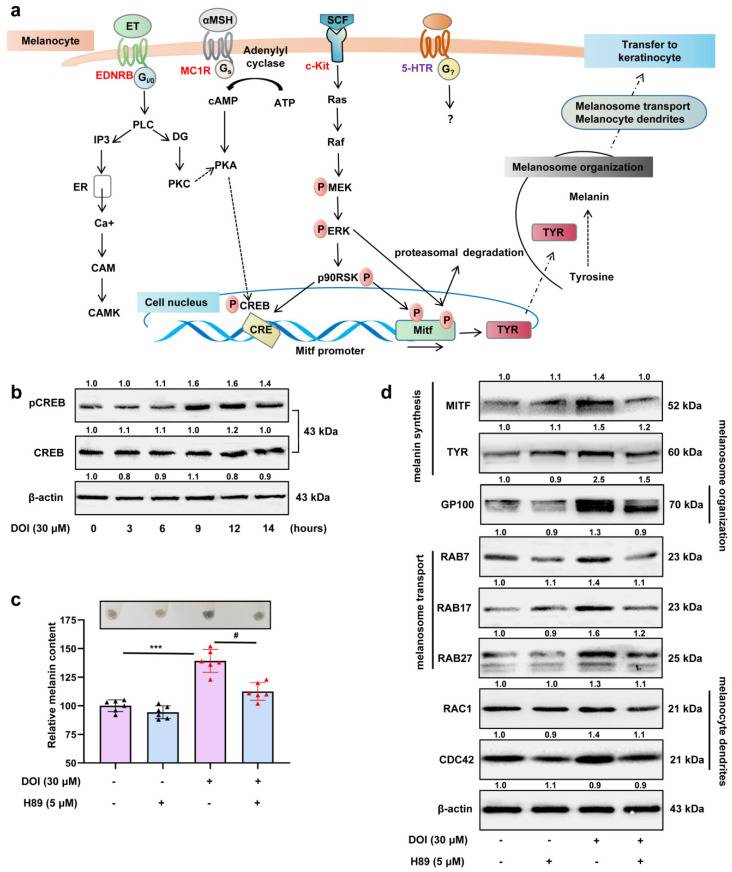 a
ET
αMSH
SCF
Melanocyte
Adenylyl
cyclase
EDNRB
Gi/q
MC1R
Gs
c-Kit
5-HTR
G?
Transfer to
keratinocyte
cAMP
ATP
Ras
?
Melanosome transport
Melanocyte dendrites
PLC
IP3
DG
PKA
Raf
Melanosome organization
ER
PKC
P MEK
Melanin
Ca+
P ERK
TYR
proteasomal degradation
CAM
p90RSK P
Tyrosine
Cell nucleus
P CREB
CAMK
CRE
P
P
Mitf
TYR
Mitf promoter
b
1.0 1.0 1.1 1.6 1.6 1.4
pCREB
1.0 1.1 1.1 1.0 1.2 1.0
43 kDa
CREB
1.0 0.8 0.9 1.1 0.8 0.9
β-actin
43 kDa
DOI (30 μM) 0 3 6 9 12 14 (hours)
c
Relative melanin content
175
150
125
100
75
50
***
#
DOI (30 μM) - - + +
H89 (5 μM) - + - +
d
melanin synthesis
1.0 1.1 1.4 1.0
MITF
52 kDa
1.0 1.1 1.5 1.2
TYR
60 kDa
melanosome organization
1.0 0.9 2.5 1.5
GP100
70 kDa
melanosome transport
1.0 0.9 1.3 0.9
RAB7
23 kDa
1.0 1.1 1.4 1.1
RAB17
23 kDa
1.0 0.9 1.6 1.2
RAB27
25 kDa
melanocyte dendrites
1.0 1.0 1.3 1.1
RAC1
21 kDa
1.0 0.9 1.4 1.1
CDC42
21 kDa
1.0 1.1 0.9 0.9
β-actin
43 kDa
DOI (30 μM) - - + +
H89 (5 μM) - + - +